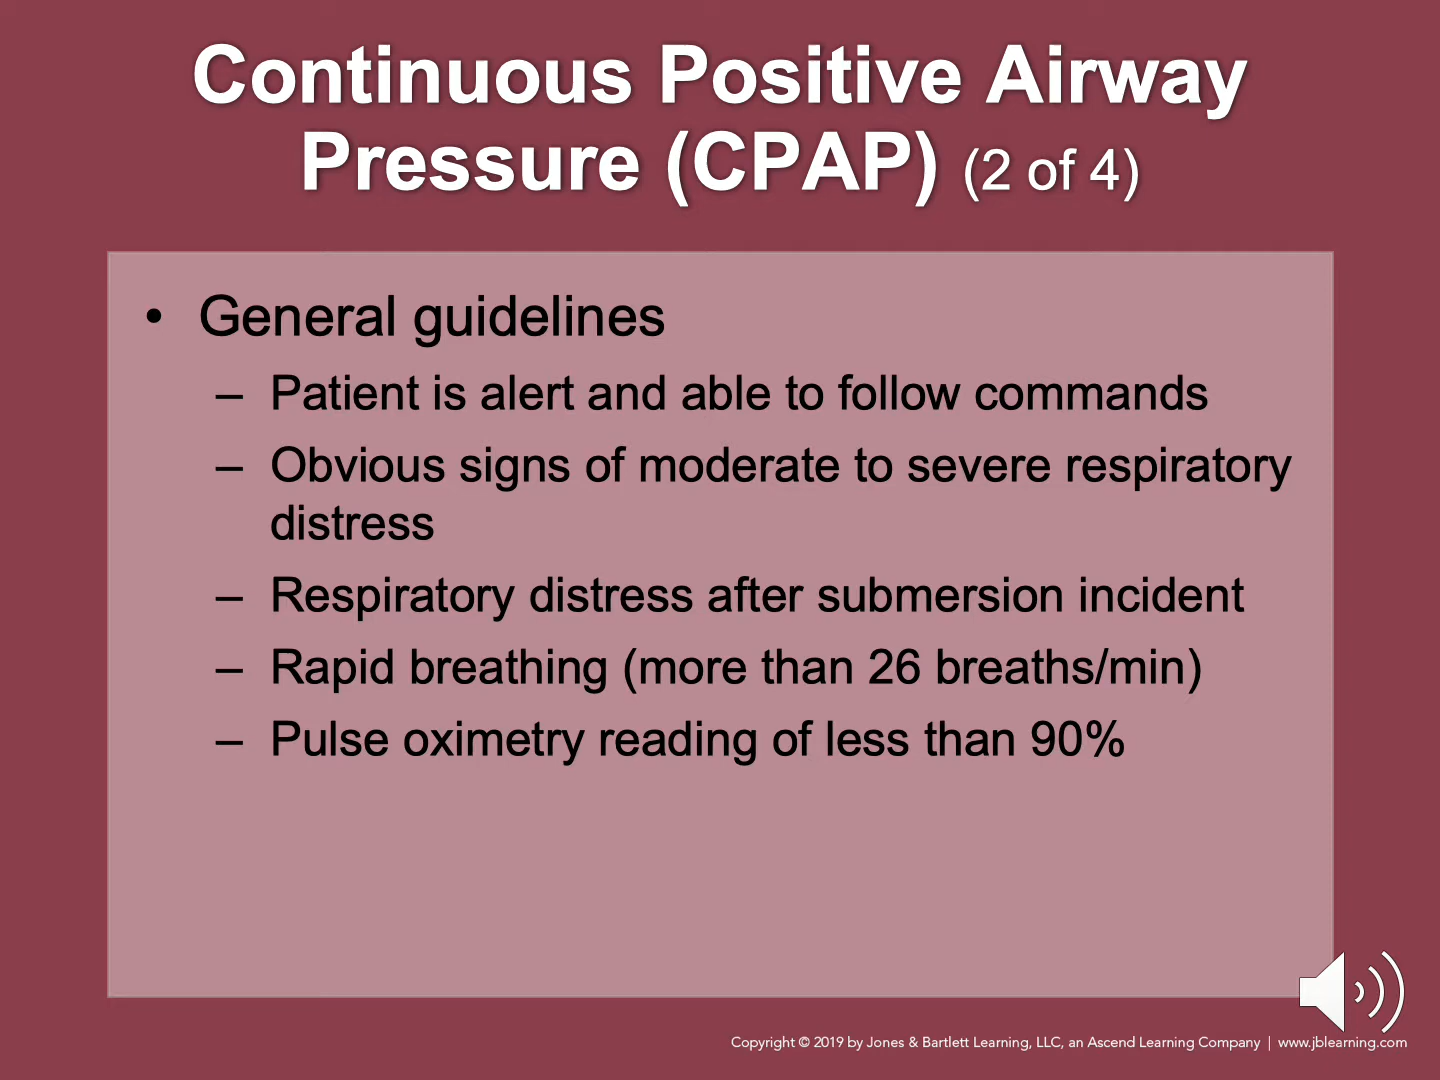 Continuous Positive Airway
Pressure (CPAP) (2 of 4)
• General guidelines
– Patient is alert and able to follow commands
– Obvious signs of moderate to severe respiratory
distress
– Respiratory distress after submersion incident
– Rapid breathing (more than 26 breaths/min)
– Pulse oximetry reading of less than 90%
Copyright © 2019 by Jones & Bartlett Learning, LLC, an Ascend Learning Company | www.jblearning.com